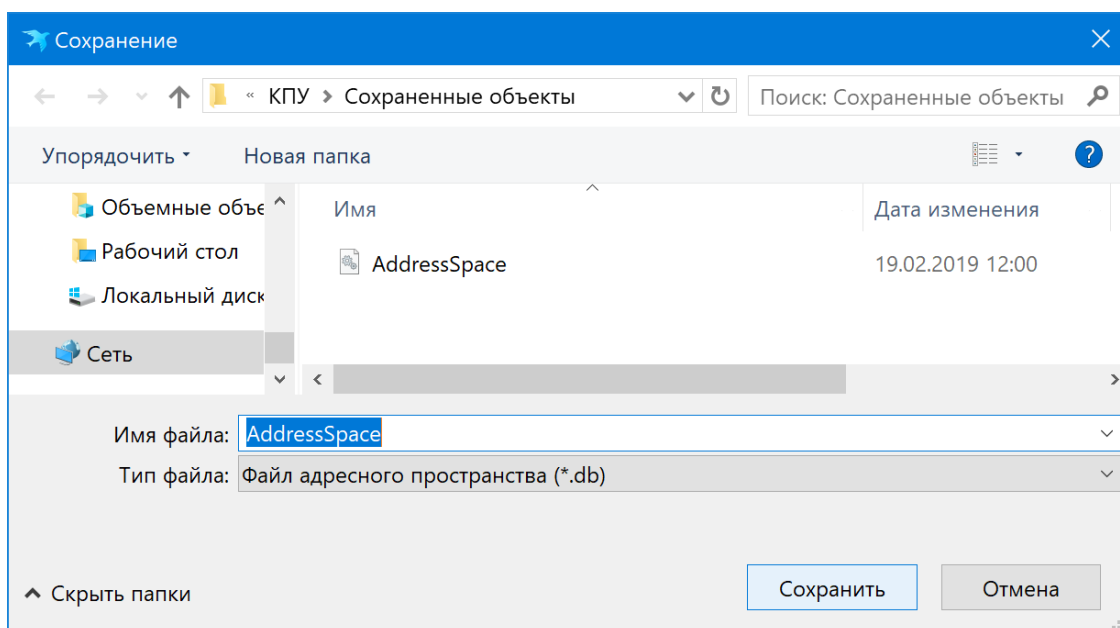 Сохранение
« КПУ > Сохраненные объекты
Поиск: Сохраненные объекты
Упорядочить
Новая папка
?
Объемные объе
Имя
Дата изменения
Рабочий стол
AddressSpace
19.02.2019 12:00
Локальный диск
Сеть
Имя файла: AddressSpace
Тип файла: Файл адресного пространства (*.db)
Скрыть папки
Сохранить
Отмена